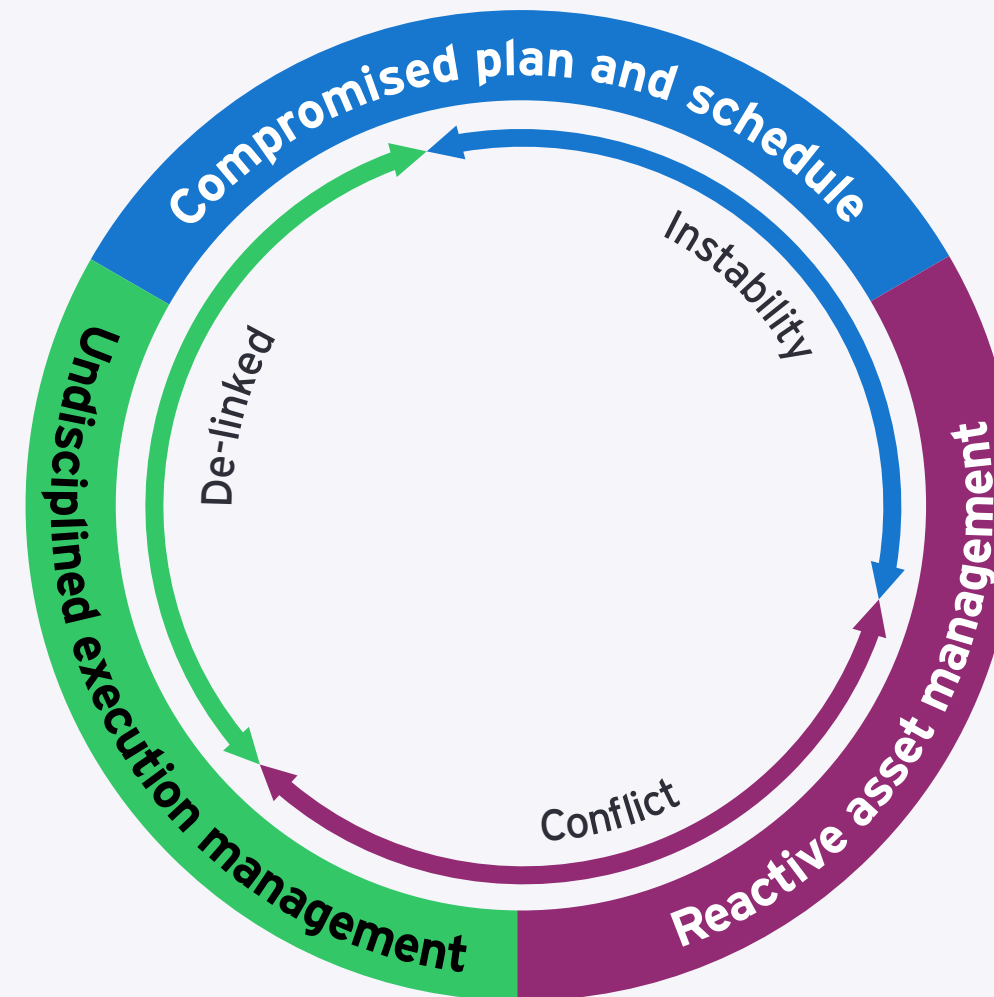 Compromised plan and schedule
Instability
De-linked
Undisciplined execution management
Reactive asset management
Conflict